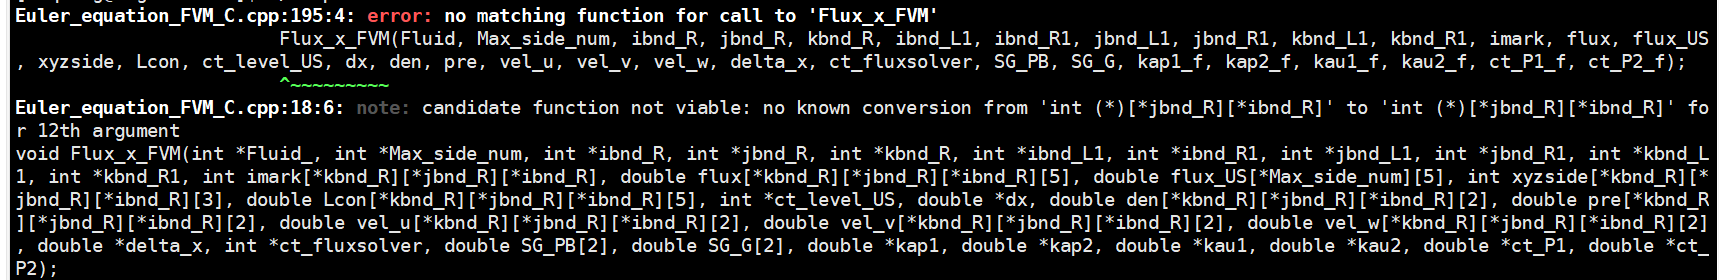 Euler_equation_FVM_C.cpp:195:4: error: no matching function for call to 'Flux_x_FVM'
Flux_x_FVM(Fluid, Max_side_num, ibnd_R, jbnd_R, kbnd_R, ibnd_L1, ibnd_R1, jbnd_L1, jbnd_R1, kbnd_L1, kbnd_R1, imark, flux, flux_US
, xyzside, Lcon, ct_level_US, dx, den, pre, vel_u, vel_v, vel_w, delta_x, ct_fluxsolver, SG_PB, SG_G, kap1_f, kap2_f, kau1_f, kau2_f, ct_P1_f, ct_P2_f);
^~~~~~~~~~
Euler_equation_FVM_C.cpp:18:6: note: candidate function not viable: no known conversion from 'int (*)[*jbnd_R][*ibnd_R]' to 'int (*)[*jbnd_R][*ibnd_R]' fo
r 12th argument
void Flux_x_FVM(int *Fluid_, int *Max_side_num, int *ibnd_R, int *jbnd_R, int *kbnd_R, int *ibnd_L1, int *ibnd_R1, int *jbnd_L1, int *jbnd_R1, int *kbnd_L
1, int *kbnd_R1, int imark[*kbnd_R][*jbnd_R][*ibnd_R], double flux[*kbnd_R][*jbnd_R][*ibnd_R][5], double flux_US[*Max_side_num][5], int xyzside[*kbnd_R][*
jbnd_R][*ibnd_R][3], double Lcon[*kbnd_R][*jbnd_R][*ibnd_R][5], int *ct_level_US, double *dx, double den[*kbnd_R][*jbnd_R][*ibnd_R][2], double pre[*kbnd_R
][*jbnd_R][*ibnd_R][2], double vel_u[*kbnd_R][*jbnd_R][*ibnd_R][2], double vel_v[*kbnd_R][*jbnd_R][*ibnd_R][2], double vel_w[*kbnd_R][*jbnd_R][*ibnd_R][2]
, double *delta_x, int *ct_fluxsolver, double SG_PB[2], double SG_G[2], double *kap1, double *kap2, double *kau1, double *kau2, double *ct_P1, double *ct_
P2);